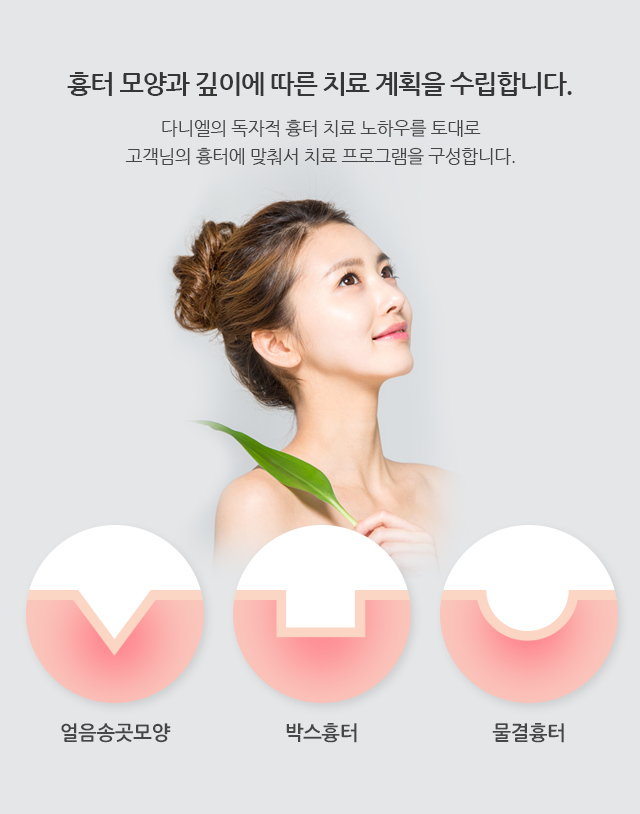 흉터 모양과 깊이에 따른 치료 계획을 수립합니다.
다니엘의 독자적 흉터 치료 노하우를 토대로
고객님의 흉터에 맞춰서 치료 프로그램을 구성합니다.
얼음송곳모양
박스흉터
물결흉터